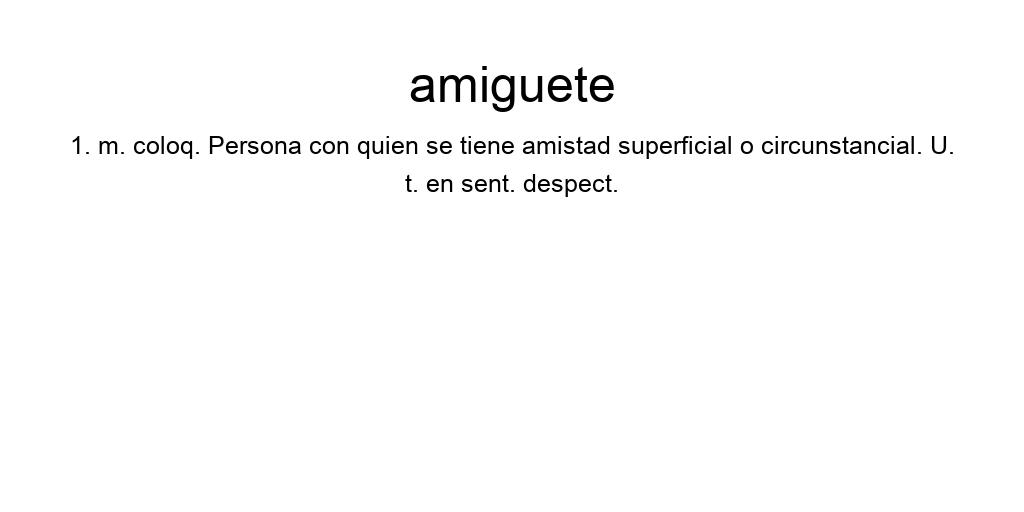 amiguete
1. m. coloq. Persona con quien se tiene amistad superficial o circunstancial. U.
t. en sent. despect.